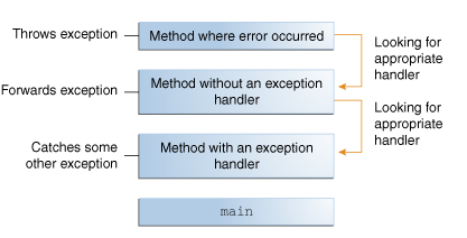 Throws exception
Method where error occurred
Looking for
appropriate
handler
Forwards exception
Method without an exception
handler
Looking for
appropriate
handler
Catches some
other exception
Method with an exception
handler
main